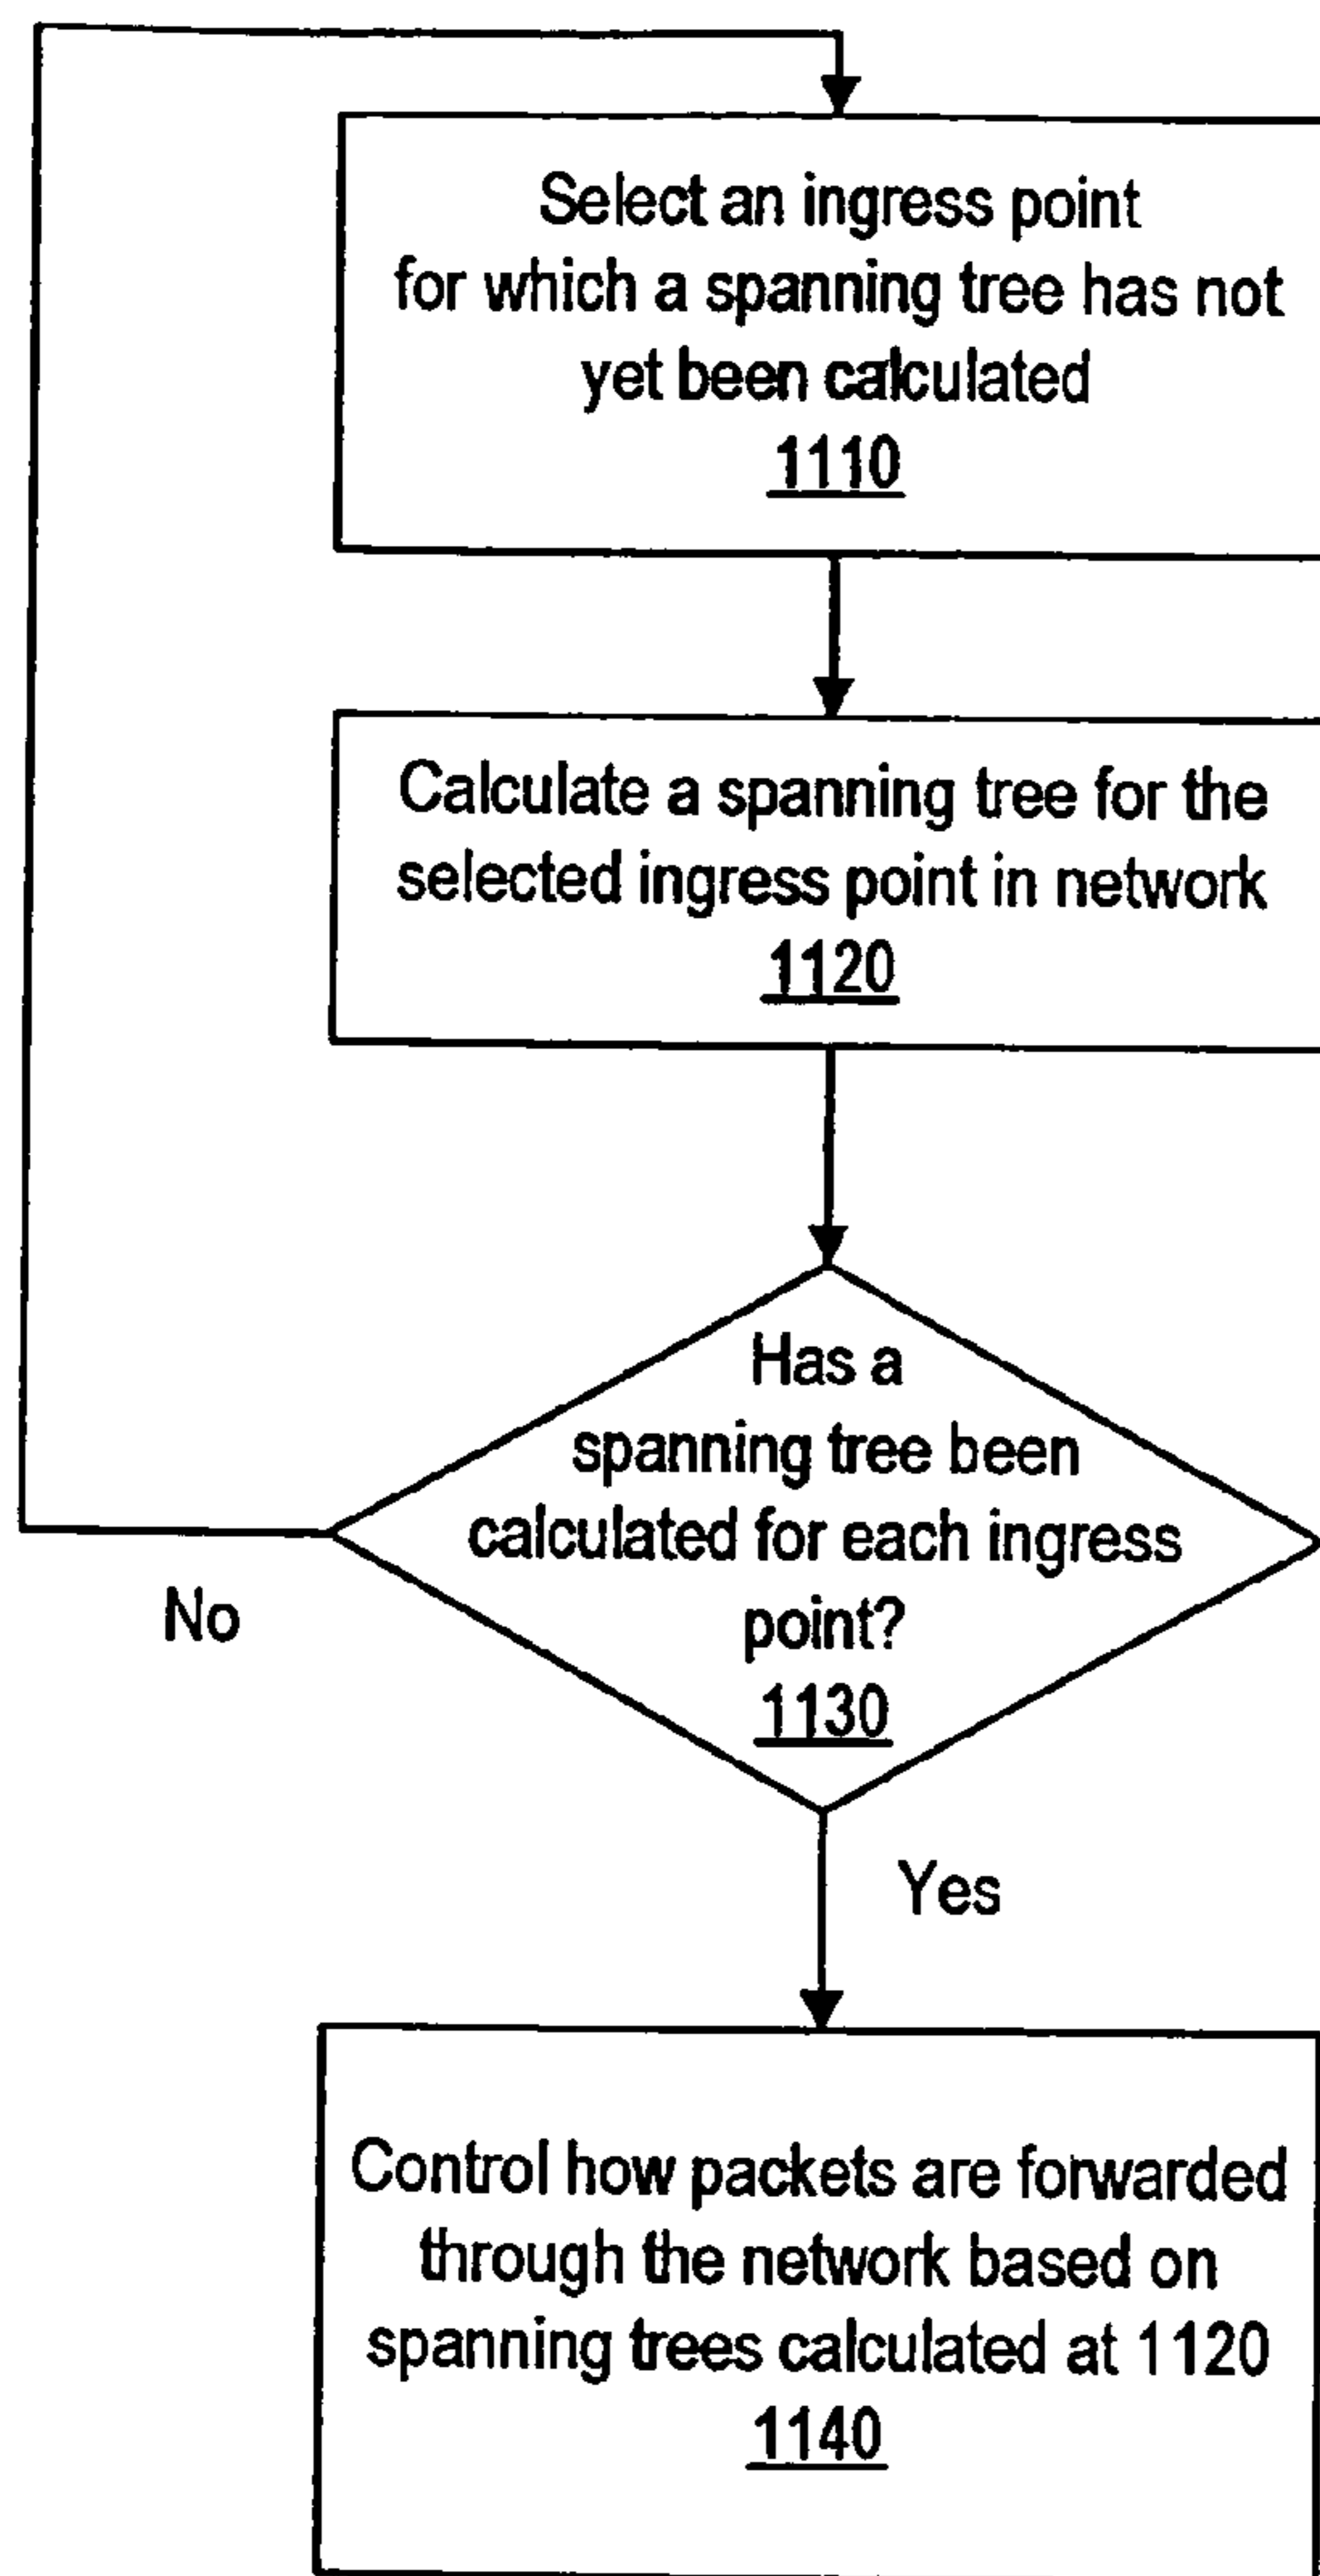 Select an ingress point
for which a spanning tree has not
yet been calculated
1110
Calculate a spanning tree for the
selected ingress point in network
1120
Has a
spanning tree been
calculated for each ingress
point?
1130
No
Yes
Control how packets are forwarded
through the network based on
spanning trees calculated at 1120
1140